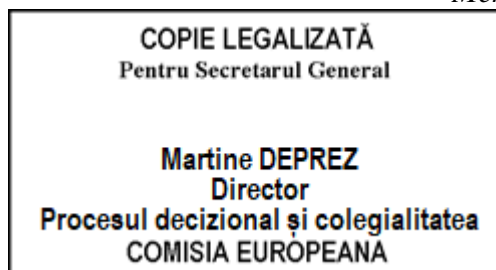 COPIE LEGALIZATĂ
Pentru Secretarul General
Martine DEPREZ
Director
Procesul decizional și colegialitatea
COMISIA EUROPEANA